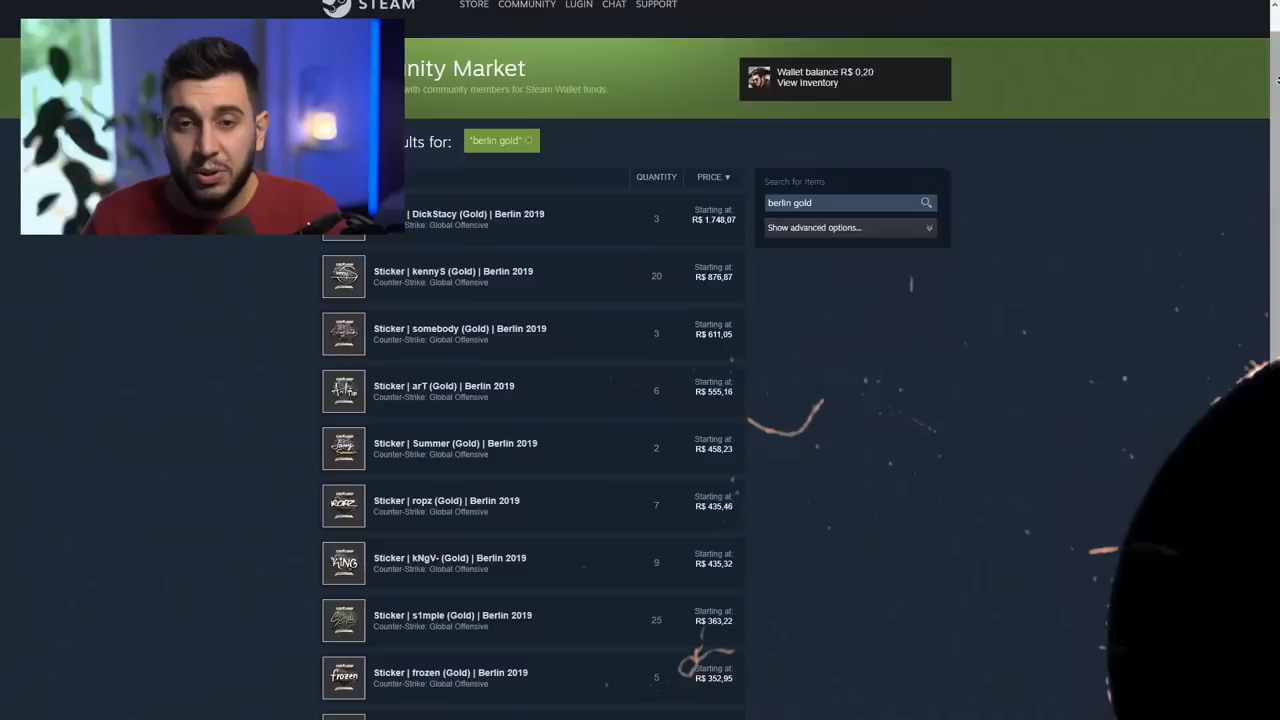 STEAM
STORE COMMUNITY LOGIN CHAT SUPPORT
nity Market
with community members for Steam Wallet funds.
Wallet balance R$ 0,20
View Inventory
ults for: "berlin gold"
QUANTITY PRICE ▼
DickStacy (Gold) | Berlin 2019
Counter-Strike: Global Offensive
3
Starting at:
R$ 1.748,07
Search for Items
berlin gold
Show advanced options...
Sticker | kennyS (Gold) | Berlin 2019
Counter-Strike: Global Offensive
20
Starting at:
R$ 876,87
Sticker | somebody (Gold) | Berlin 2019
Counter-Strike: Global Offensive
3
Starting at:
R$ 611,05
Sticker | arT (Gold) | Berlin 2019
Counter-Strike: Global Offensive
6
Starting at:
R$ 555,16
Sticker | Summer (Gold) | Berlin 2019
Counter-Strike: Global Offensive
2
Starting at:
R$ 458,23
ROPZ
Sticker | ropz (Gold) | Berlin 2019
Counter-Strike: Global Offensive
7
Starting at:
R$ 435,46
KING
Sticker | kNgV- (Gold) | Berlin 2019
Counter-Strike: Global Offensive
9
Starting at:
R$ 435,32
Sticker | s1mple (Gold) | Berlin 2019
Counter-Strike: Global Offensive
25
Starting at:
R$ 363,22
frozen
Sticker | frozen (Gold) | Berlin 2019
Counter-Strike: Global Offensive
5
Starting at:
R$ 352,95